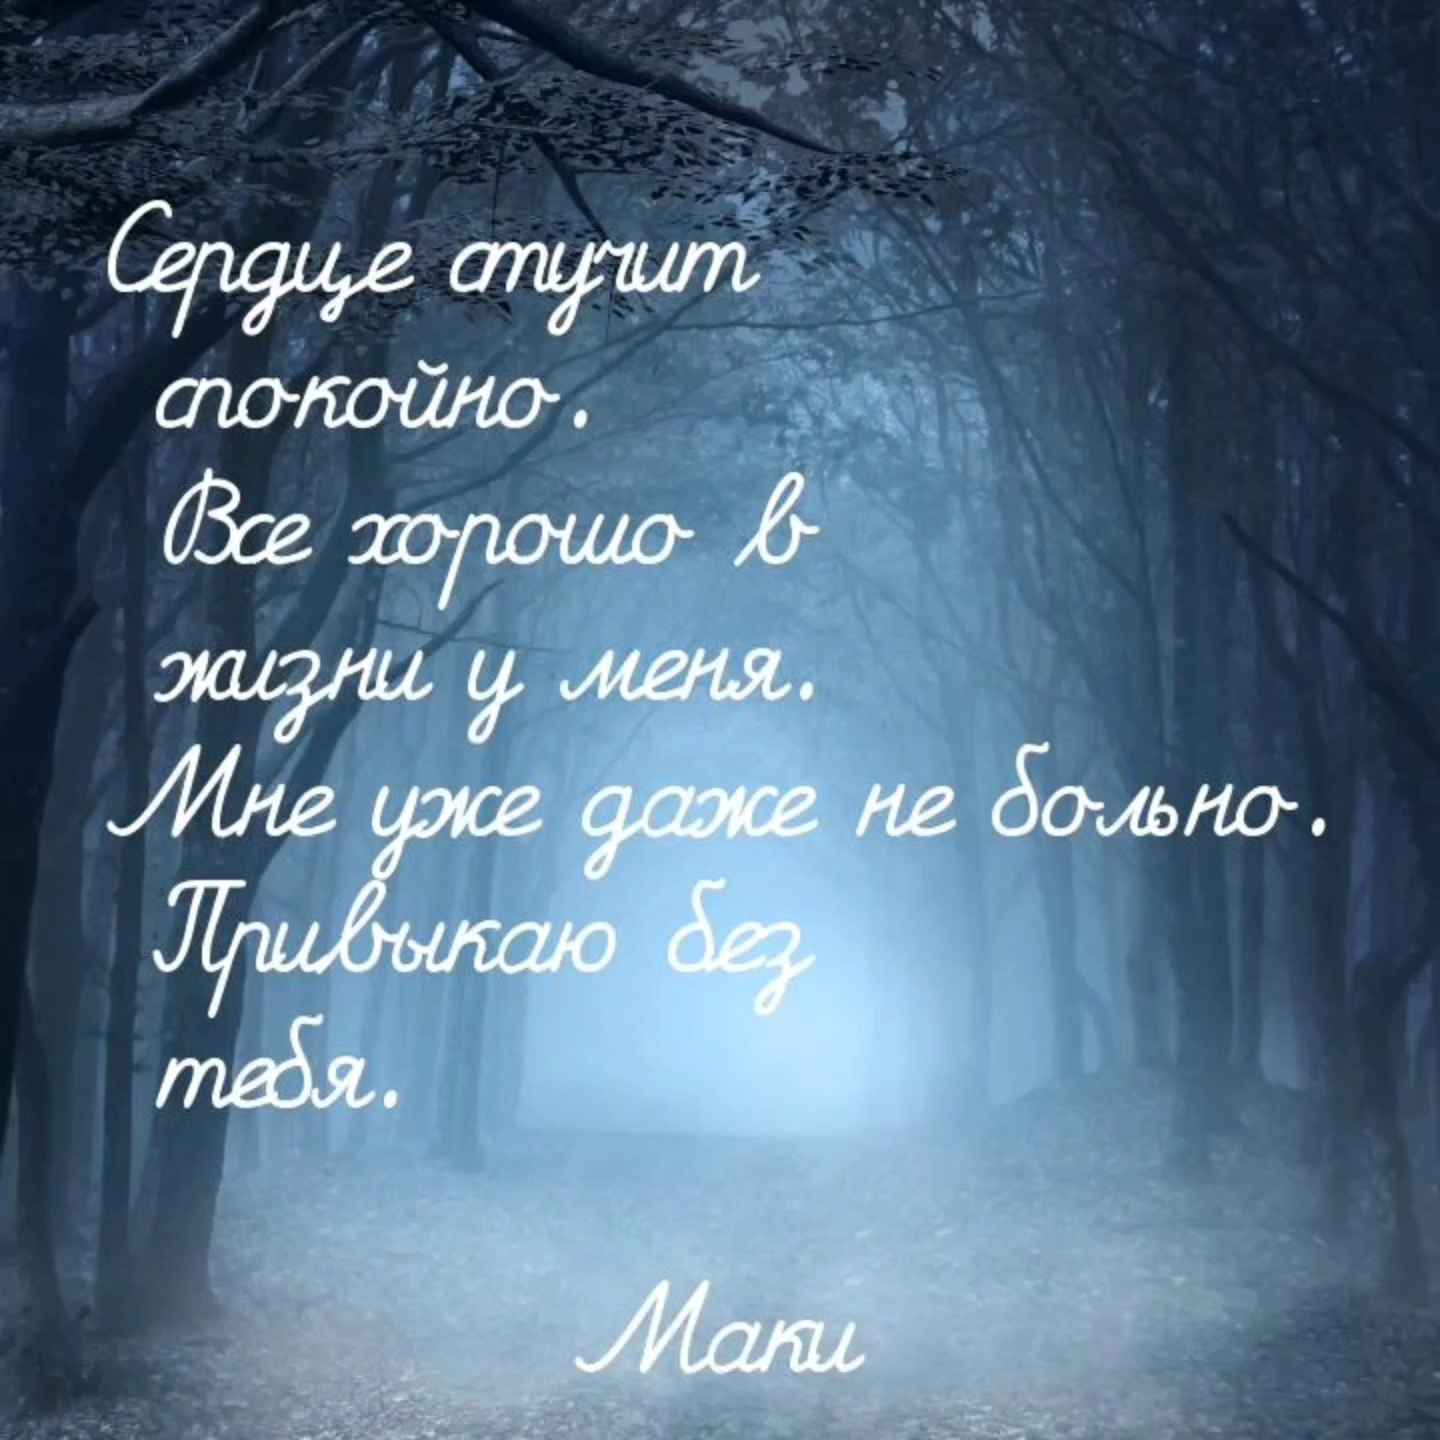 Сердце стучит
спокойно.
Все хорошо в
жизни у меня.
Мне уже даже не больно.
Привыкаю без
тебя.
Маки